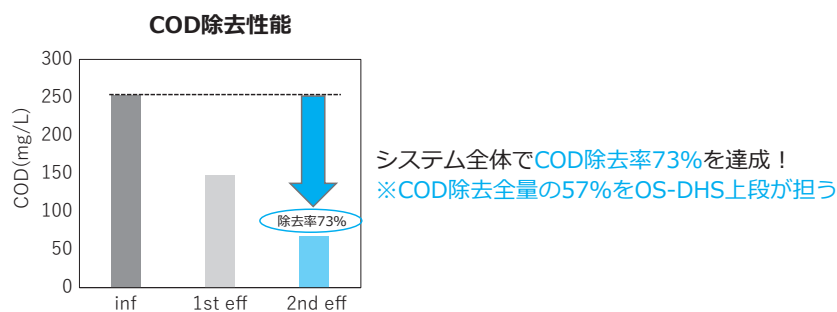 COD除去性能
COD(mg/L)
300
250
200
150
100
50
0
除去率73%
inf
1st eff
2nd eff
システム全体でCOD除去率73%を達成！
※COD除去全量の57%をOS-DHS上段が担う